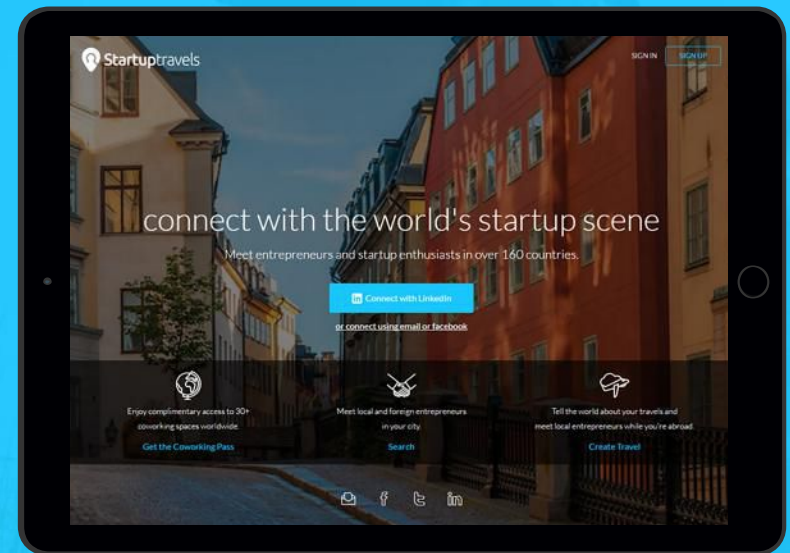 Startuptravels
SIGN IN
SIGN UP
connect with the world's startup scene
Meet entrepreneurs and startup enthusiasts in over 160 countries.
in Connect with LinkedIn
or connect using email or facebook
Enjoy complimentary access to 30+
coworking spaces worldwide.
Get the Coworking Pass
Meet local and foreign entrepreneurs
in your city.
Search
Tell the world about your travels and
meet local entrepreneurs while you're abroad
Create Travel